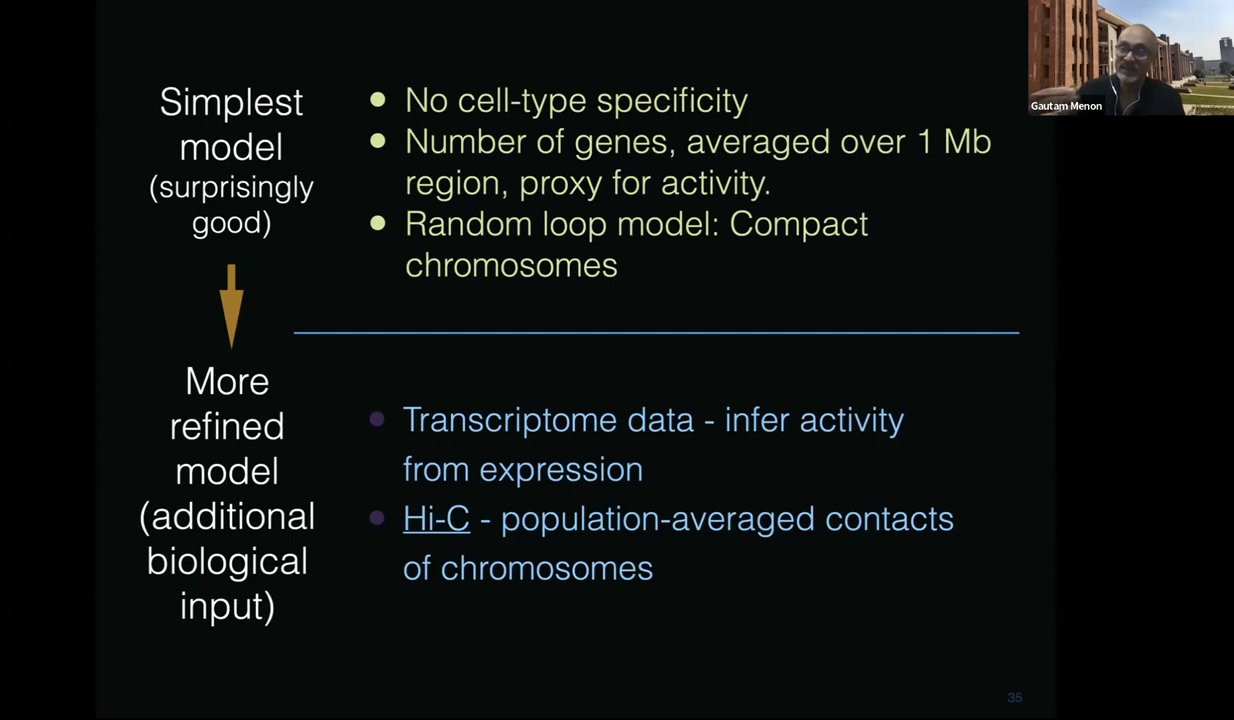 Simplest
model
(surprisingly
good)
• No cell-type specificity
• Number of genes, averaged over 1 Mb
region, proxy for activity.
• Random loop model: Compact
chromosomes
More
refined
model
(additional
biological
input)
• Transcriptome data - infer activity
from expression
• Hi-C - population-averaged contacts
of chromosomes
Gautam Menon
35